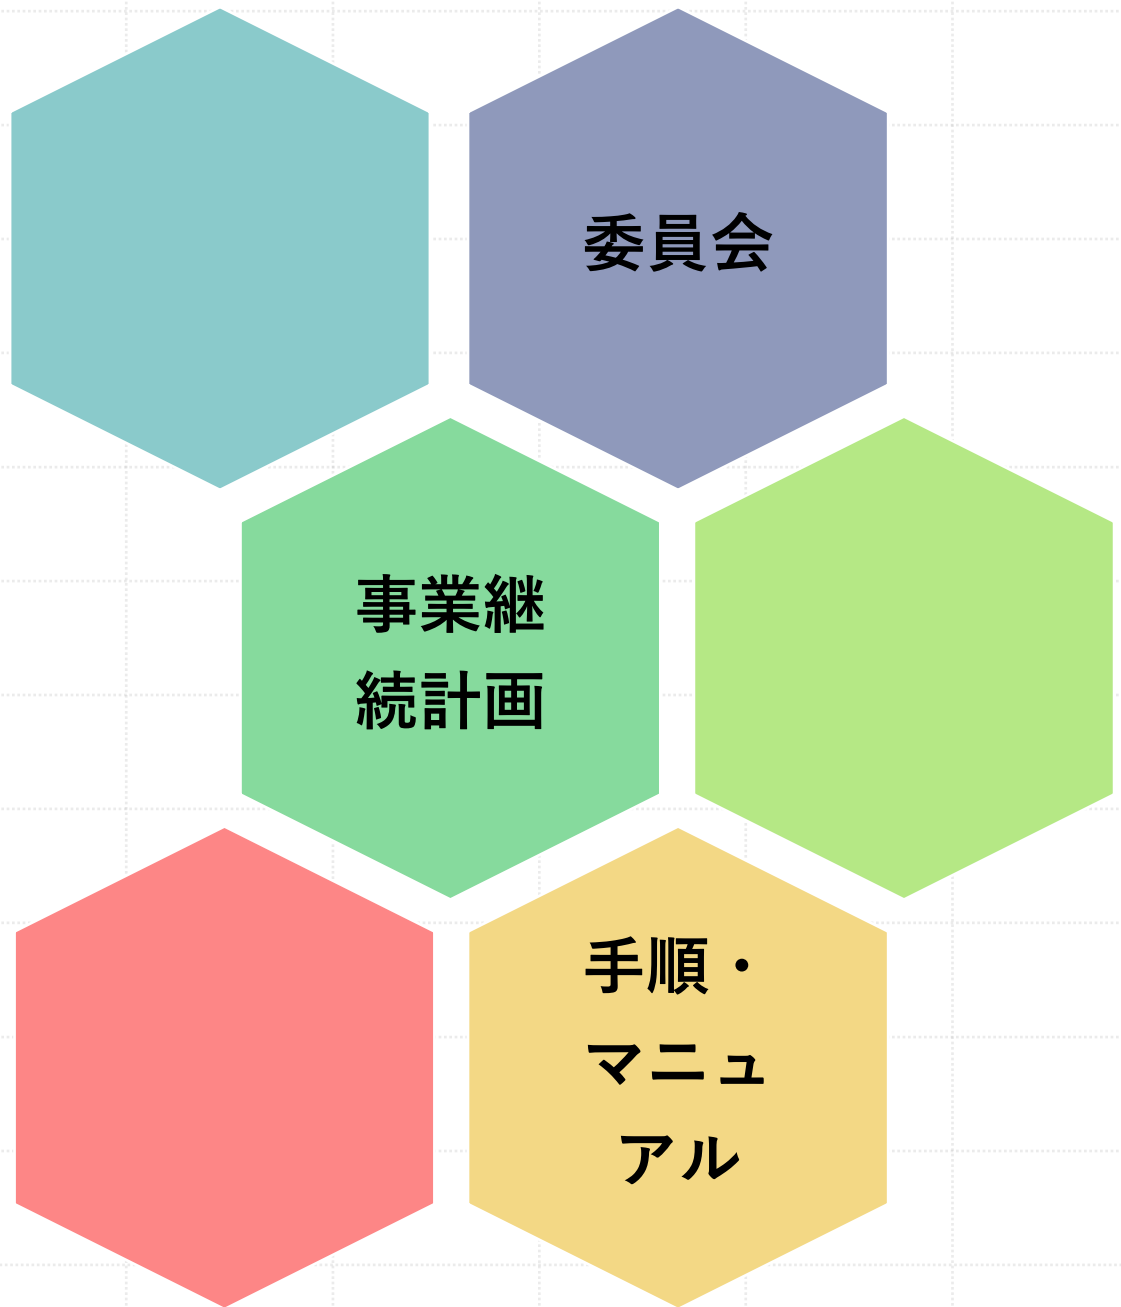 委員会
事業継
続計画
手順・
マニュ
アル